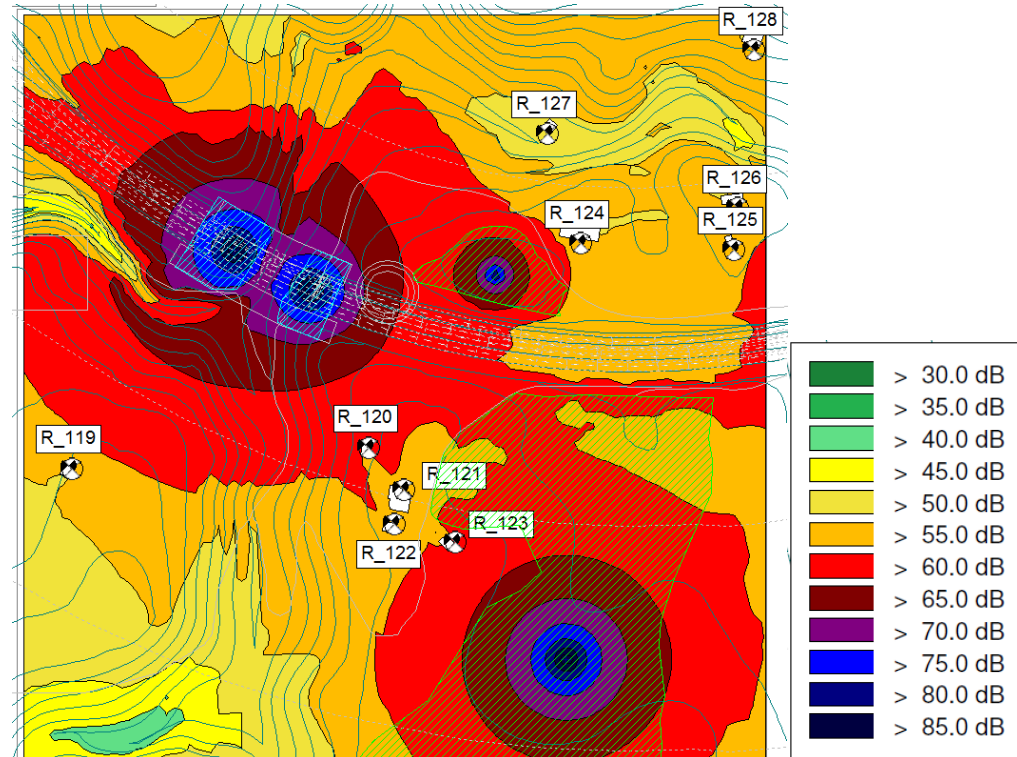 R_128
R_127
R_126
R_124
R_125
R_120
R_119
R_121
R_123
R_122
> 30.0 dB
> 35.0 dB
> 40.0 dB
> 45.0 dB
> 50.0 dB
> 55.0 dB
> 60.0 dB
> 65.0 dB
> 70.0 dB
> 75.0 dB
> 80.0 dB
> 85.0 dB